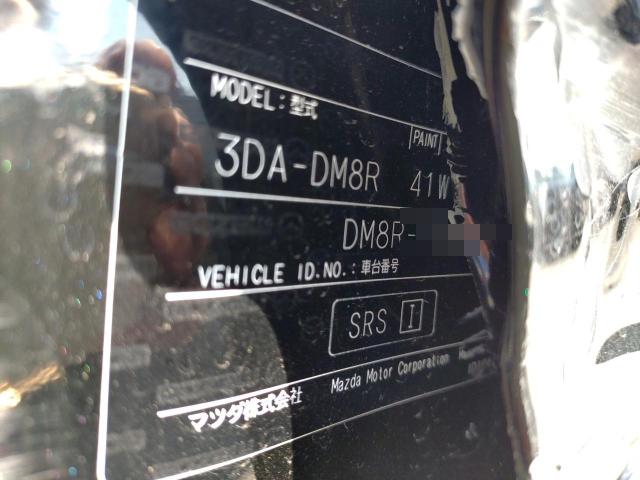 MODEL: 型式
PAINT
3DA-DM8R 41W
DM8R-
VEHICLE ID.NO.: 車台番号
SRS I
Mazda Motor Corporation
マツダ株式会社